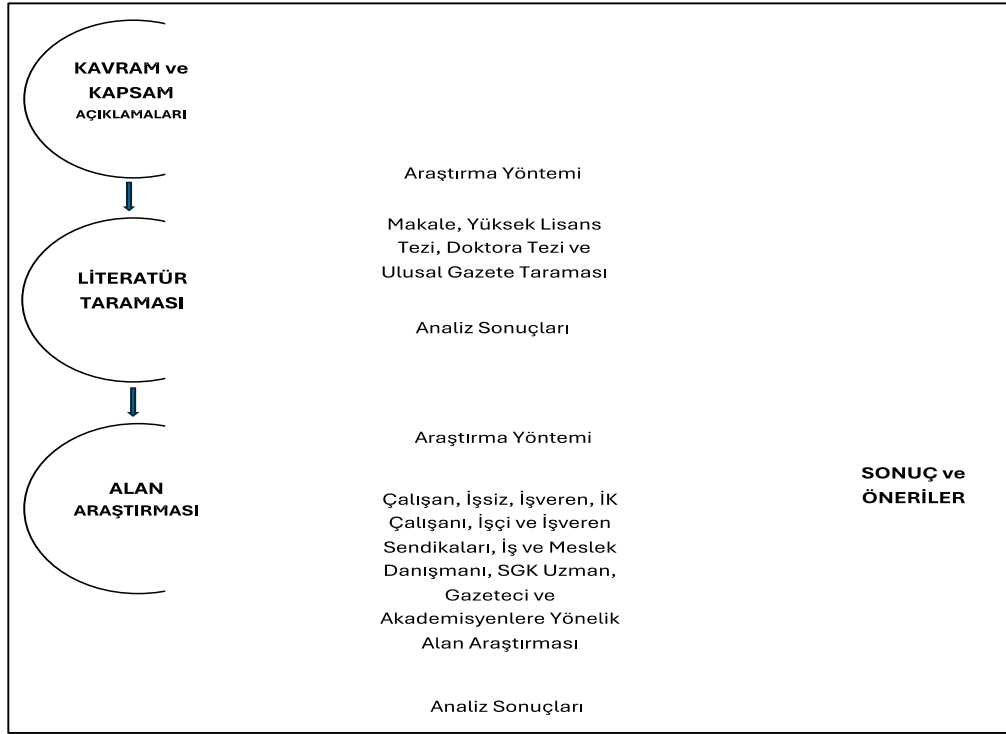 KAVRAM ve
KAPSAM
AÇIKLAMALARI
Araştırma Yöntemi
Makale, Yüksek Lisans
Tezi, Doktora Tezi ve
Ulusal Gazete Taraması
LİTERATÜR
TARAMASI
Analiz Sonuçları
Araştırma Yöntemi
ALAN
ARAŞTIRMASI
Çalışan, İşsiz, İşveren, İK
Çalışanı, İşçi ve İşveren
Sendikaları, İş ve Meslek
Danışmanı, SGK Uzman,
Gazeteci ve
Akademisyenlere Yönelik
Alan Araştırması
Analiz Sonuçları
SONUÇ ve
ÖNERİLER